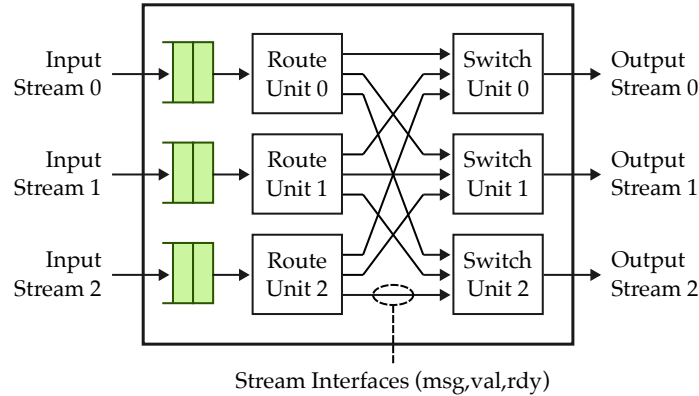 Input
Stream 0
Route
Unit 0
Switch
Unit 0
Output
Stream 0
Input
Stream 1
Route
Unit 1
Switch
Unit 1
Output
Stream 1
Input
Stream 2
Route
Unit 2
Switch
Unit 2
Output
Stream 2
Stream Interfaces (msg,val,rdy)